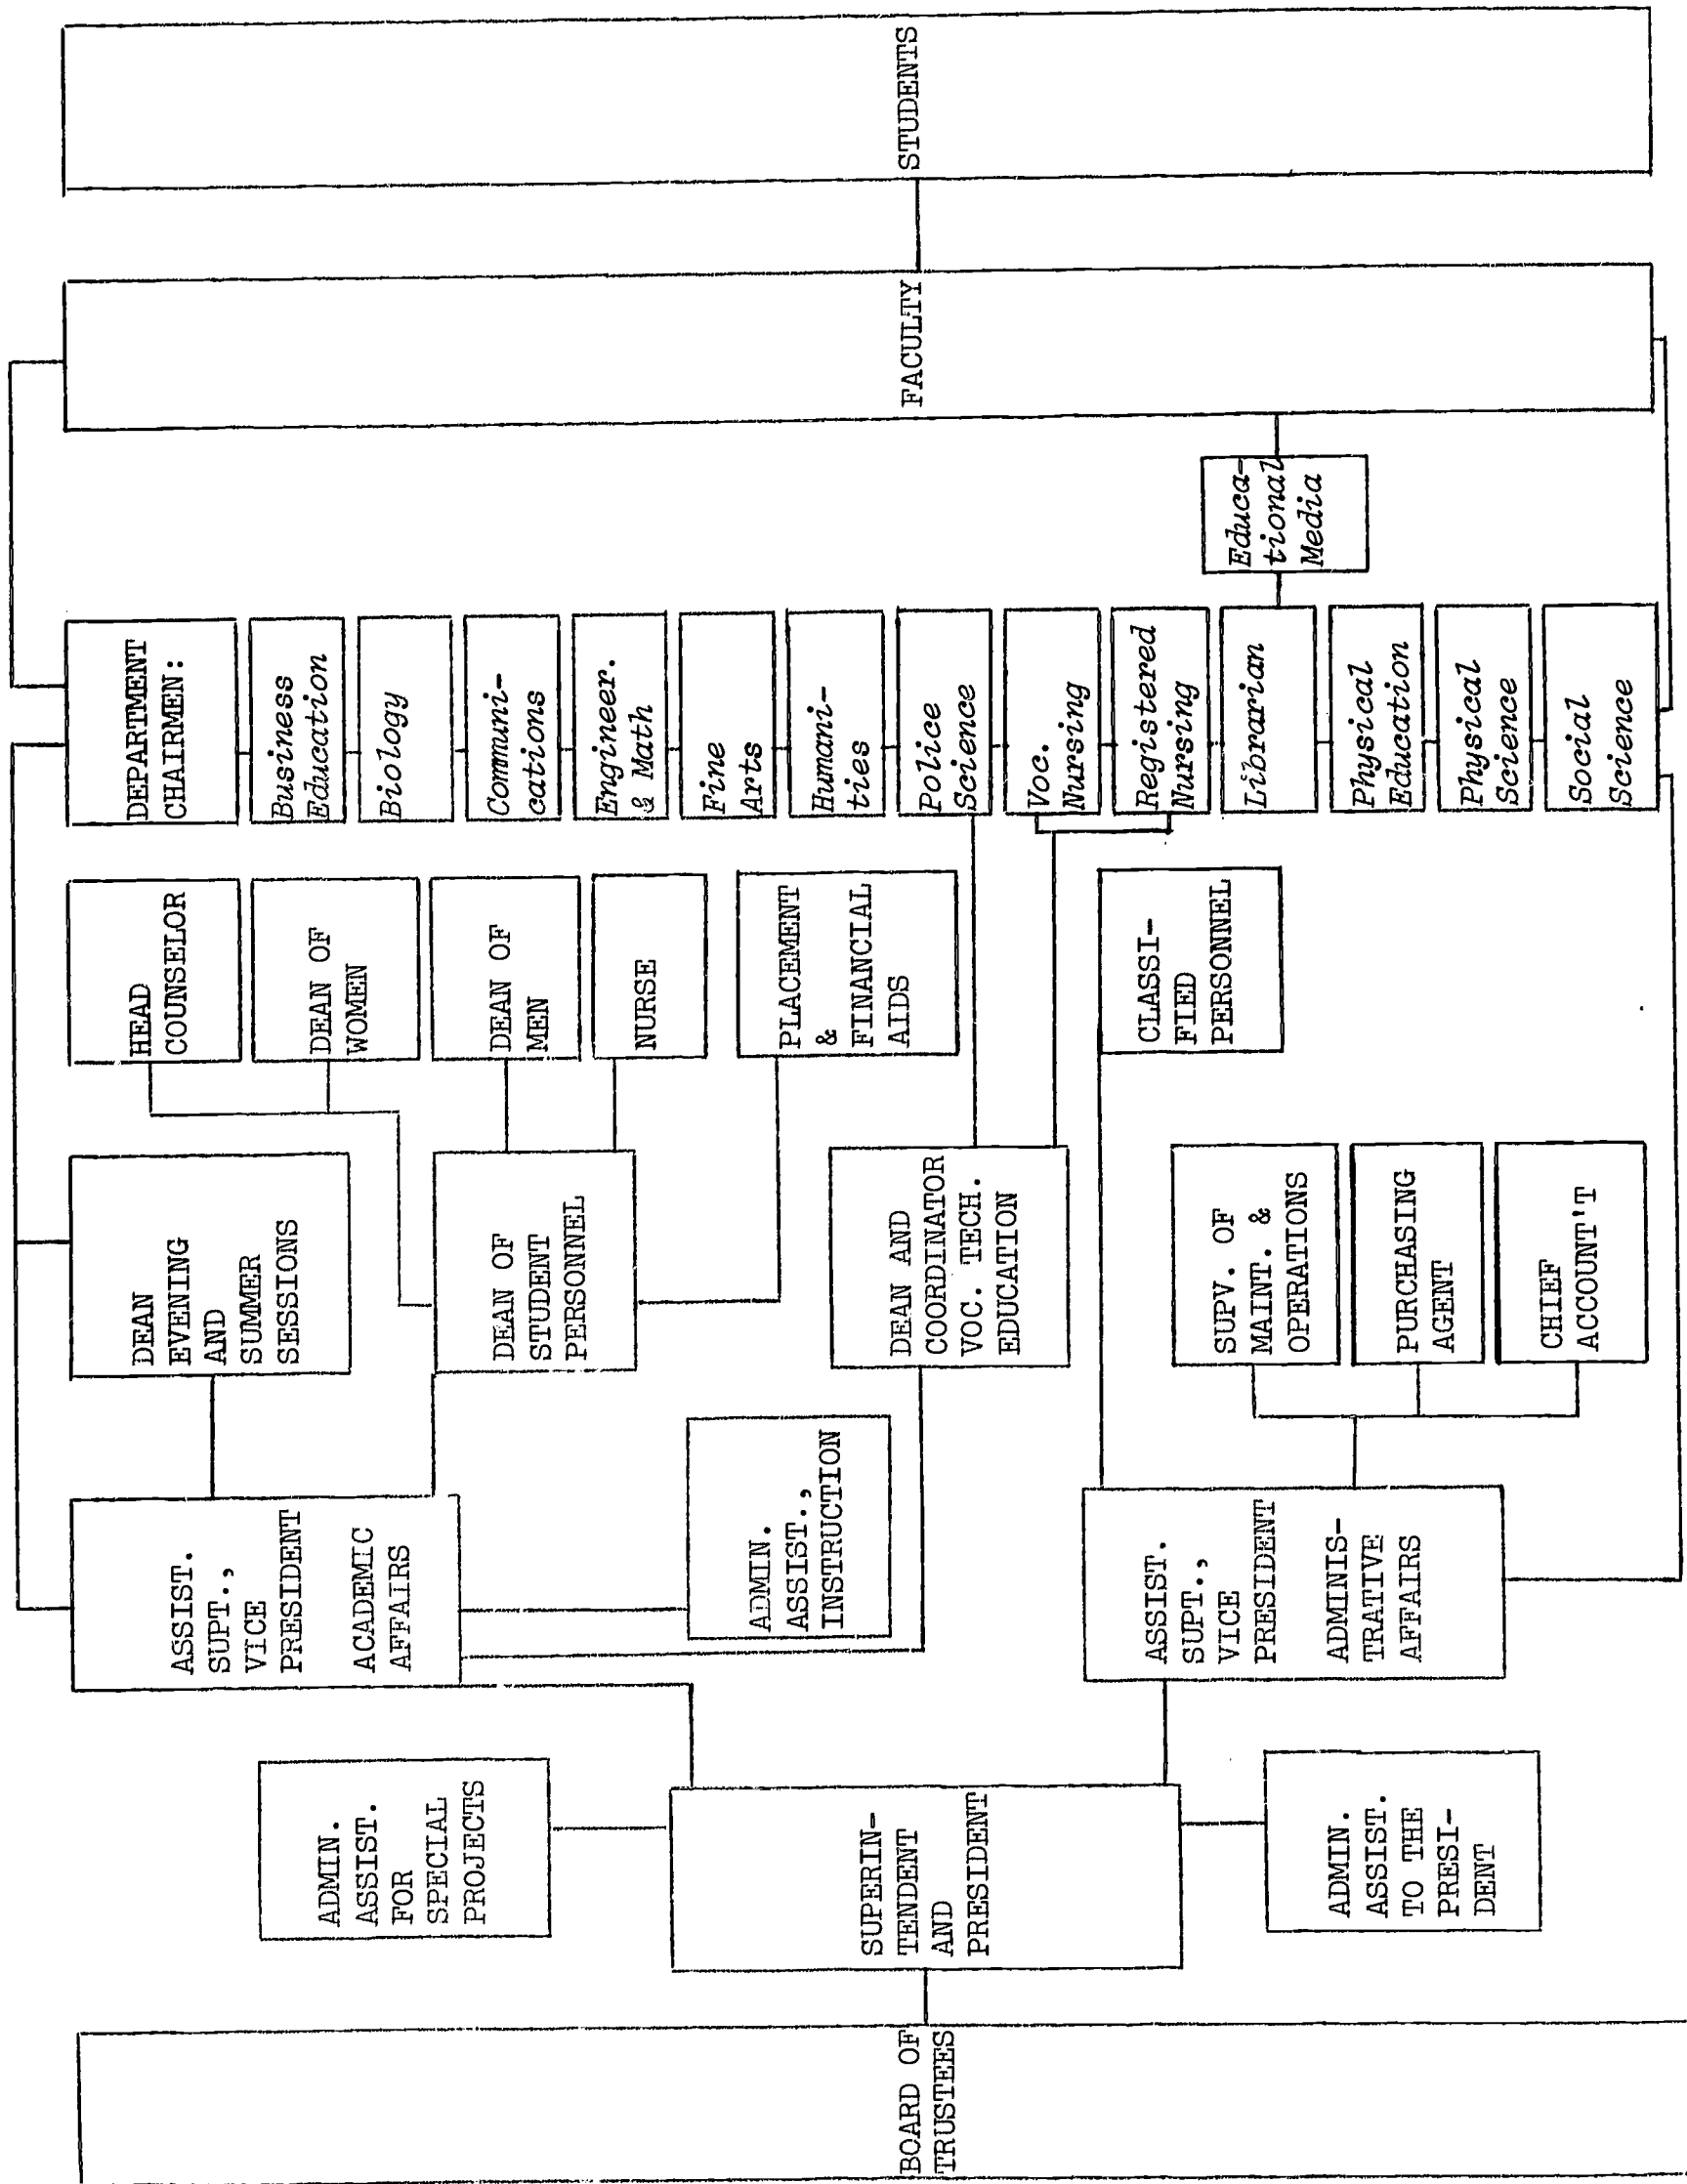 BOARD OF
TRUSTEES
ADMIN.
ASSIST.
FOR
SPECIAL
PROJECTS
SUPERIN-
TENDENT
AND
PRESIDENT
ADMIN.
ASSIST.
TO THE
PRESI-
DENT
ASSIST.
SUPT.,
VICE
PRESIDENT
ACADEMIC
AFFAIRS
ADMIN.
ASSIST.,
INSTRUCTION
ASSIST.
SUPT.,
VICE
PRESIDENT
ADMINIS-
TRATIVE
AFFAIRS
DEAN
EVENING
AND
SUMMER
SESSIONS
DEAN OF
STUDENT
PERSONNEL
DEAN AND
COORDINATOR
VOC. TECH.
EDUCATION
SUPV. OF
MAINT. &
OPERATIONS
PURCHASING
AGENT
CHIEF
ACCOUNT'T
HEAD
COUNSELOR
DEAN OF
WOMEN
DEAN OF
MEN
NURSE
PLACEMENT
&
FINANCIAL
AIDS
CLASSI-
FIED
PERSONNEL
DEPARTMENT
CHAIRMEN:
Business
Education
Biology
Communi-
cations
Engineer.
& Math
Fine
Arts
Humani-
ties
Police
Science
Voc.
Nursing
Registered
Nursing
Librarian
Physical
Education
Physical
Science
Social
Science
Educa-
tional
Media
FACULTY
STUDENTS